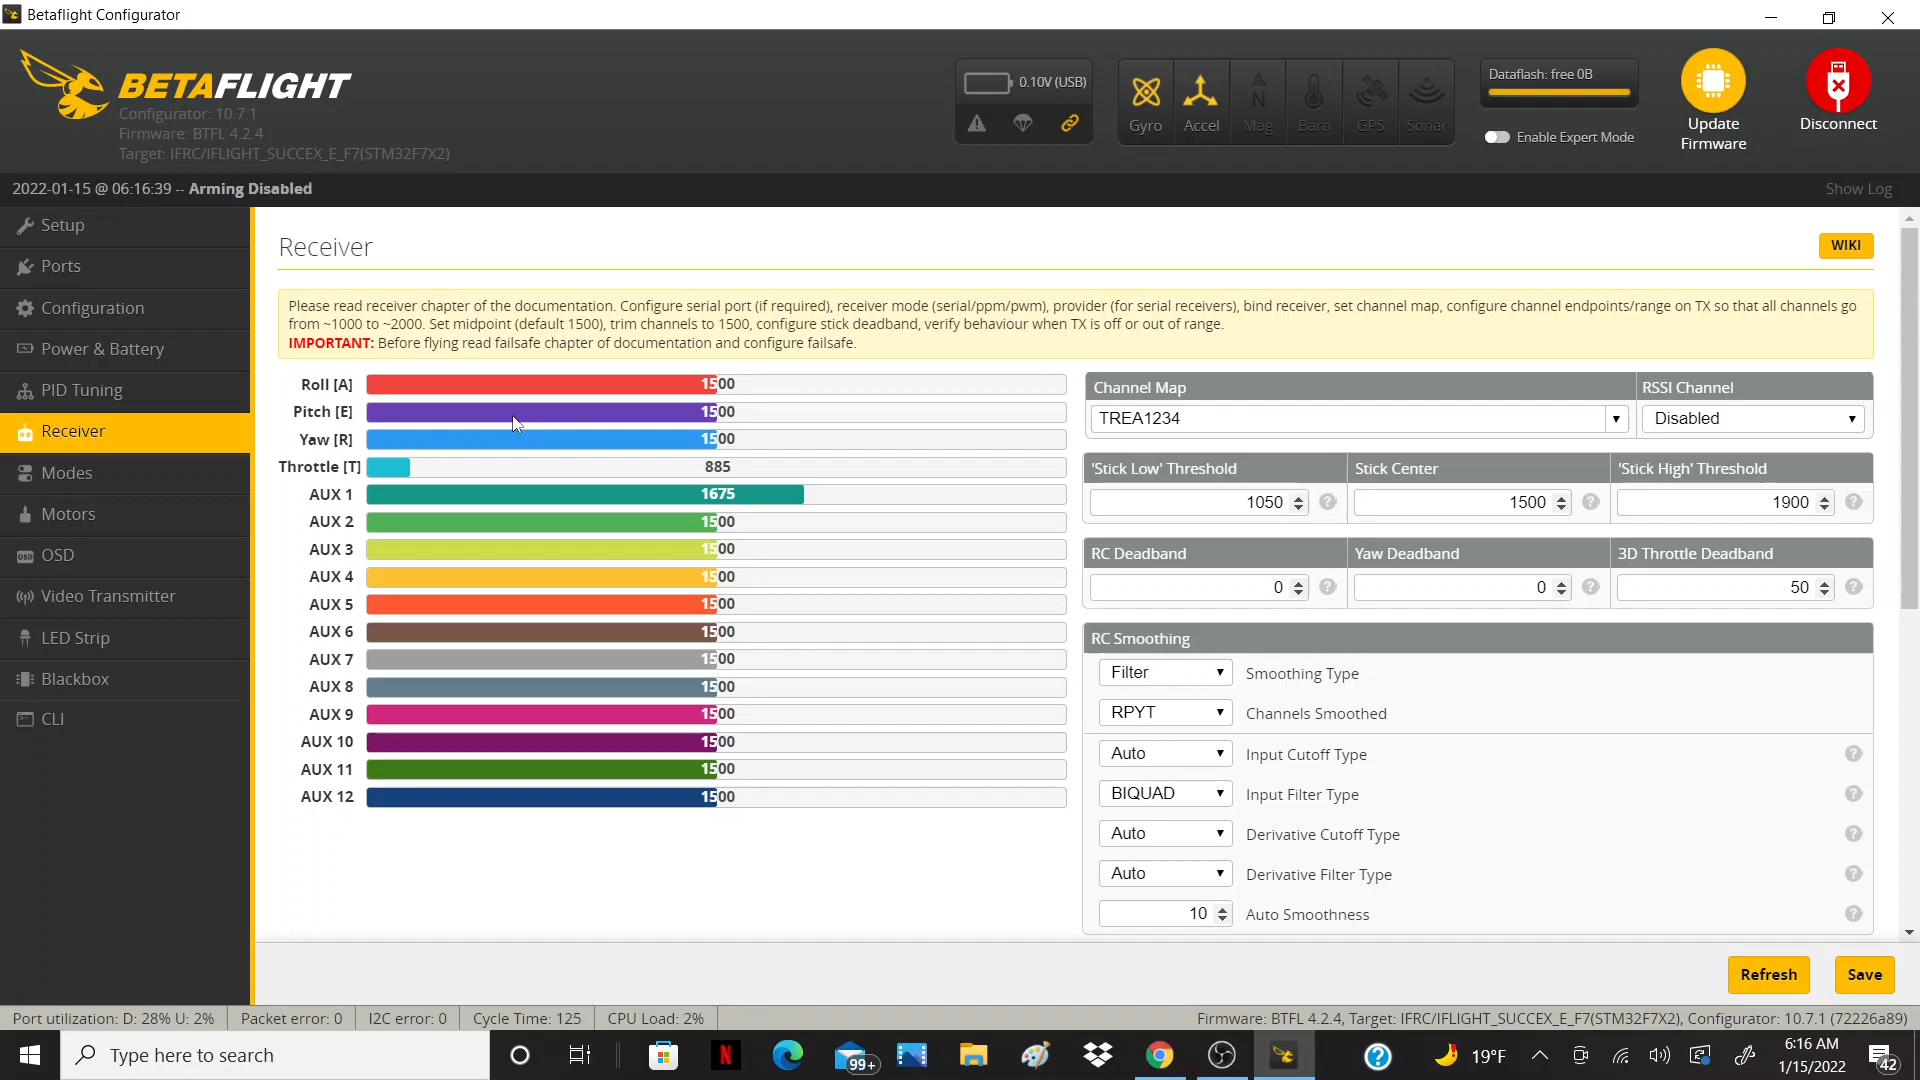 Betaflight Configurator
BETAFLIGHT
Configurator: 10.7.1
Firmware: BTFL 4.2.4
Target: IFRC/IFLIGHT_SUCCEX_E_F7(STM32F7X2)
0.10V (USB)
Gyro
Accel
Mag
Baro
GPS
Sonar
Dataflash: free 0B
Enable Expert Mode
Update
Firmware
Disconnect
2022-01-15 @ 06:16:39 -- Arming Disabled
Show Log
Setup
Ports
Configuration
Power & Battery
PID Tuning
Receiver
Modes
Motors
OSD
OSD
Video Transmitter
LED Strip
Blackbox
CLI
Receiver
WIKI
Please read receiver chapter of the documentation. Configure serial port (if required), receiver mode (serial/ppm/pwm), provider (for serial receivers), bind receiver, set channel map, configure channel endpoints/range on TX so that all channels go
from ~1000 to ~2000. Set midpoint (default 1500), trim channels to 1500, configure stick deadband, verify behaviour when TX is off or out of range.
IMPORTANT: Before flying read failsafe chapter of documentation and configure failsafe.
Roll [A] 1500
Pitch [E] 1500
Yaw [R] 1500
Throttle [T] 885
AUX 1 1675
AUX 2 1500
AUX 3 1500
AUX 4 1500
AUX 5 1500
AUX 6 1500
AUX 7 1500
AUX 8 1500
AUX 9 1500
AUX 10 1500
AUX 11 1500
AUX 12 1500
Channel Map RSSI Channel
TREA1234 Disabled
'Stick Low' Threshold Stick Center 'Stick High' Threshold
1050 1500 1900
RC Deadband Yaw Deadband 3D Throttle Deadband
0 0 50
RC Smoothing
Filter Smoothing Type
RPYT Channels Smoothed
Auto Input Cutoff Type
BIQUAD Input Filter Type
Auto Derivative Cutoff Type
Auto Derivative Filter Type
10 Auto Smoothness
Refresh
Save
Port utilization: D: 28% U: 2% Packet error: 0 I2C error: 0 Cycle Time: 125 CPU Load: 2% Firmware: BTFL 4.2.4, Target: IFRC/IFLIGHT_SUCCEX_E_F7(STM32F7X2), Configurator: 10.7.1 (72226a89)
Type here to search
N
99+
19°F
6:16 AM
1/15/2022
42